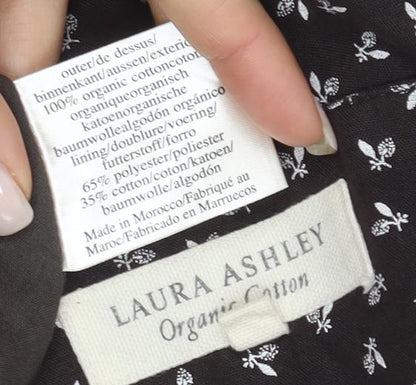 outer/de dessus/
binnenkant/aussen/exterio
100% organic cottoncoton
organiqueorganisch
katoenorganische
baumwollealgodón orgánico
lining/doublure/voering/
futterstoff/forro
65% polyester/poliester
35% cotton/coton/katoen/
baumwolle/algodón
Made in Morocco/Fabriqué au
Maroc/Fabricado en Marruecos
LAURA ASHLEY
Organic Cotton